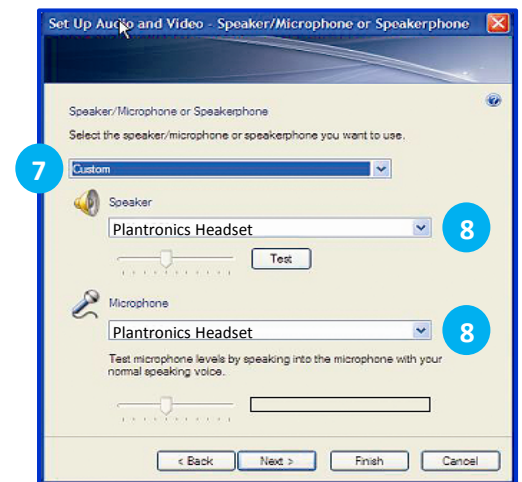 Set Up Audio and Video - Speaker/Microphone or Speakerphone
Speaker/Microphone or Speakerphone
Select the speaker/microphone or speakerphone you want to use.
7
Custom
Speaker
Plantronics Headset
8
Test
Microphone
Plantronics Headset
8
Test microphone levels by speaking into the microphone with your
normal speaking voice.
< Back
Next >
Finish
Cancel